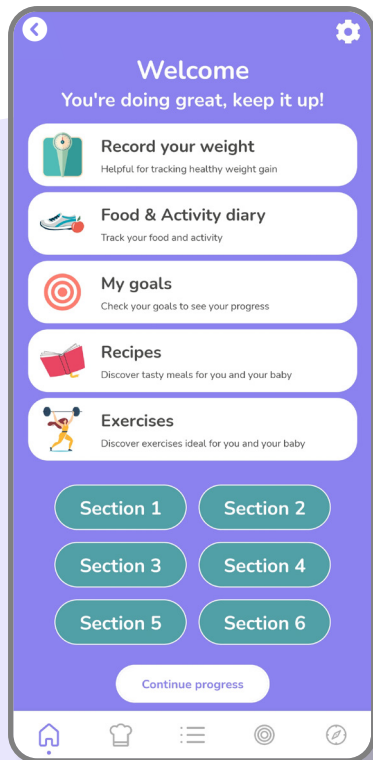 Welcome
You're doing great, keep it up!
Record your weight
Helpful for tracking healthy weight gain
Food & Activity diary
Track your food and activity
My goals
Check your goals to see your progress
Recipes
Discover tasty meals for you and your baby
Exercises
Discover exercises ideal for you and your baby
Section 1 Section 2
Section 3 Section 4
Section 5 Section 6
Continue progress